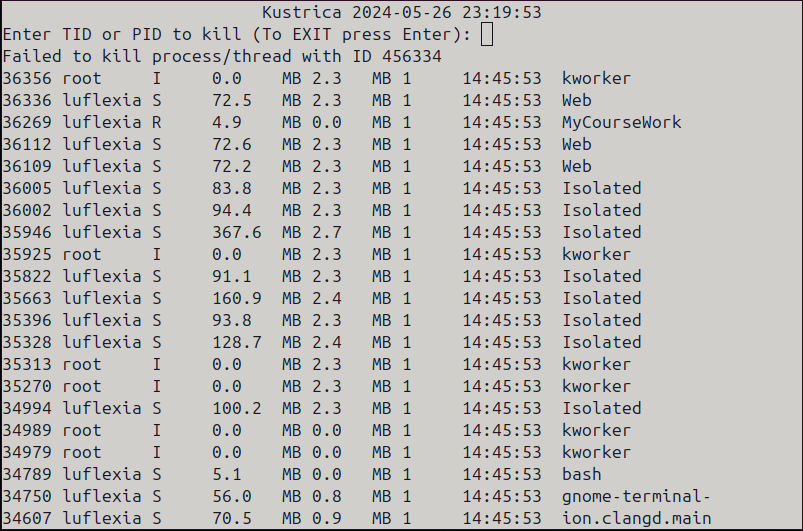 Kustrica 2024-05-26 23:19:53
Enter TID or PID to kill (To EXIT press Enter):
Failed to kill process/thread with ID 456334
36356 root I 0.0 MB 2.3 MB 1 14:45:53 kworker
36336 luflexia S 72.5 MB 2.3 MB 1 14:45:53 Web
36269 luflexia R 4.9 MB 0.0 MB 1 14:45:53 MyCourseWork
36112 luflexia S 72.6 MB 2.3 MB 1 14:45:53 Web
36109 luflexia S 72.2 MB 2.3 MB 1 14:45:53 Web
36005 luflexia S 83.8 MB 2.3 MB 1 14:45:53 Isolated
36002 luflexia S 94.4 MB 2.3 MB 1 14:45:53 Isolated
35946 luflexia S 367.6 MB 2.7 MB 1 14:45:53 Isolated
35925 root I 0.0 MB 2.3 MB 1 14:45:53 kworker
35822 luflexia S 91.1 MB 2.3 MB 1 14:45:53 Isolated
35663 luflexia S 160.9 MB 2.4 MB 1 14:45:53 Isolated
35396 luflexia S 93.8 MB 2.3 MB 1 14:45:53 Isolated
35328 luflexia S 128.7 MB 2.4 MB 1 14:45:53 Isolated
35313 root I 0.0 MB 2.3 MB 1 14:45:53 kworker
35270 root I 0.0 MB 2.3 MB 1 14:45:53 kworker
34994 luflexia S 100.2 MB 2.3 MB 1 14:45:53 Isolated
34989 root I 0.0 MB 0.0 MB 1 14:45:53 kworker
34979 root I 0.0 MB 0.0 MB 1 14:45:53 kworker
34789 luflexia S 5.1 MB 0.0 MB 1 14:45:53 bash
34750 luflexia S 56.0 MB 0.8 MB 1 14:45:53 gnome-terminal-
34607 luflexia S 70.5 MB 0.9 MB 1 14:45:53 ion.clangd.main